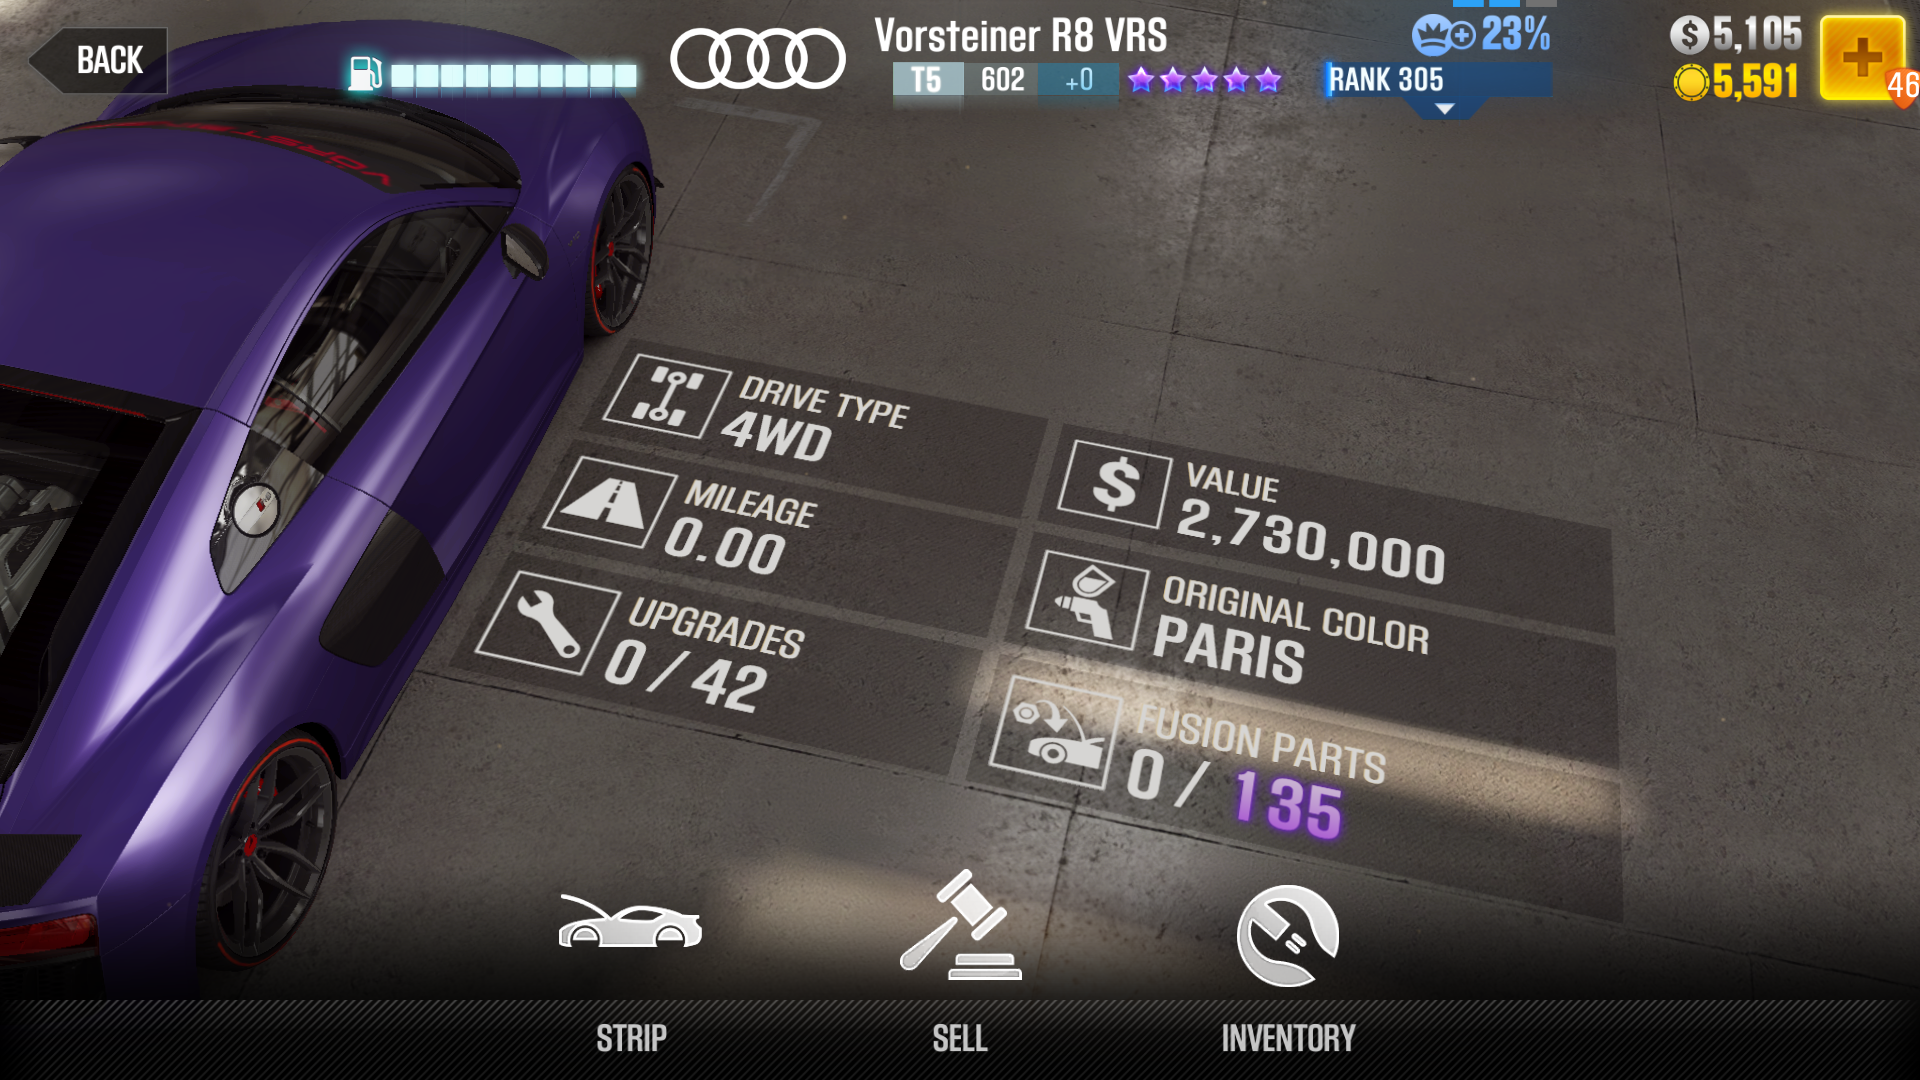 BACK
Vorsteiner R8 VRS
T5 602 +0
23%
RANK 305
5,105
5,591
46
VORSTEINER
DRIVE TYPE
4WD
MILEAGE
0.00
UPGRADES
0 / 42
VALUE
2,730,000
ORIGINAL COLOR
PARIS
FUSION PARTS
0 / 135
STRIP
SELL
INVENTORY